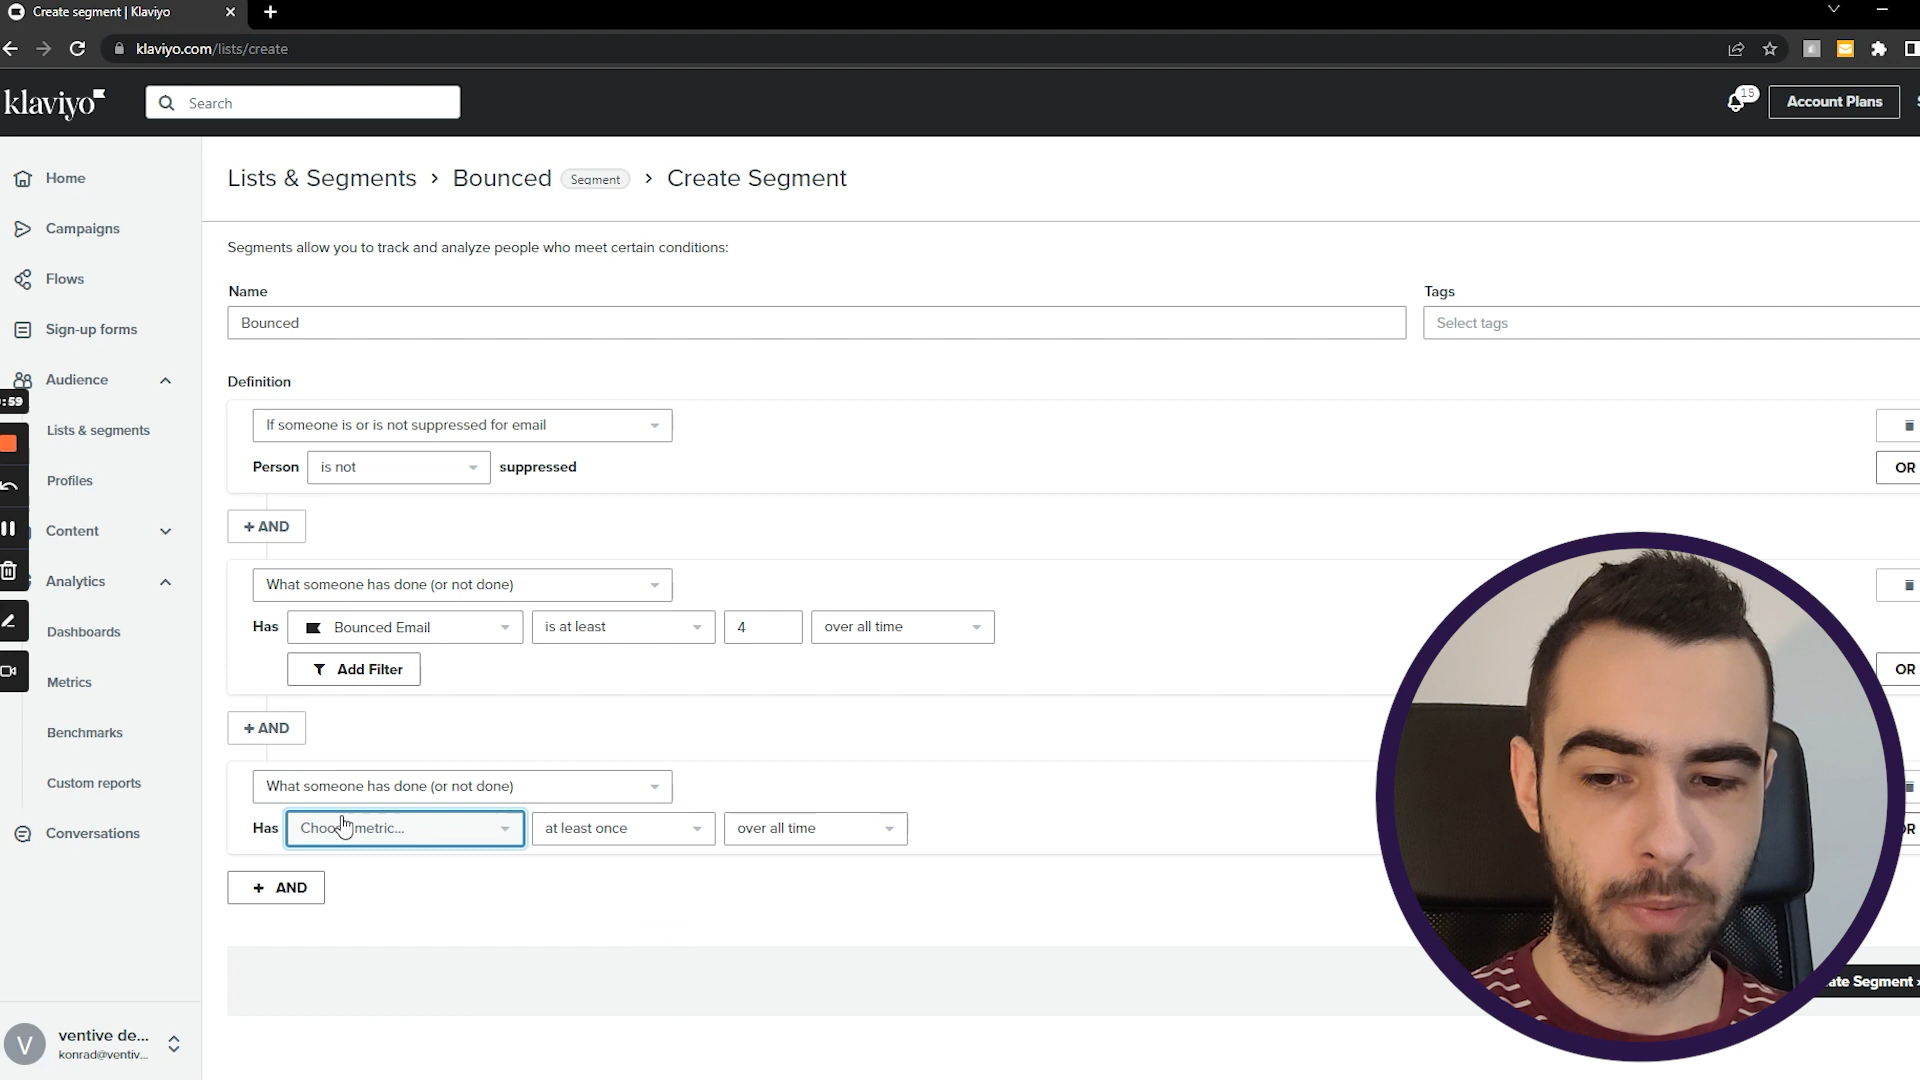 Create segment | Klaviyo
klaviyo.com/lists/create
klaviyo
Search
15
Account Plans
Home
Campaigns
Flows
Sign-up forms
Audience
:59
Lists & segments
Profiles
Content
Analytics
Dashboards
Metrics
Benchmarks
Custom reports
Conversations
V
ventive de...
konrad@ventiv...
Lists & Segments > Bounced Segment > Create Segment
Segments allow you to track and analyze people who meet certain conditions:
Name
Tags
Bounced
Select tags
Definition
If someone is or is not suppressed for email
Person is not suppressed
OR
+ AND
What someone has done (or not done)
Has Bounced Email is at least 4 over all time
Add Filter
OR
+ AND
What someone has done (or not done)
Has metric... at least once over all time
+ AND
Segment